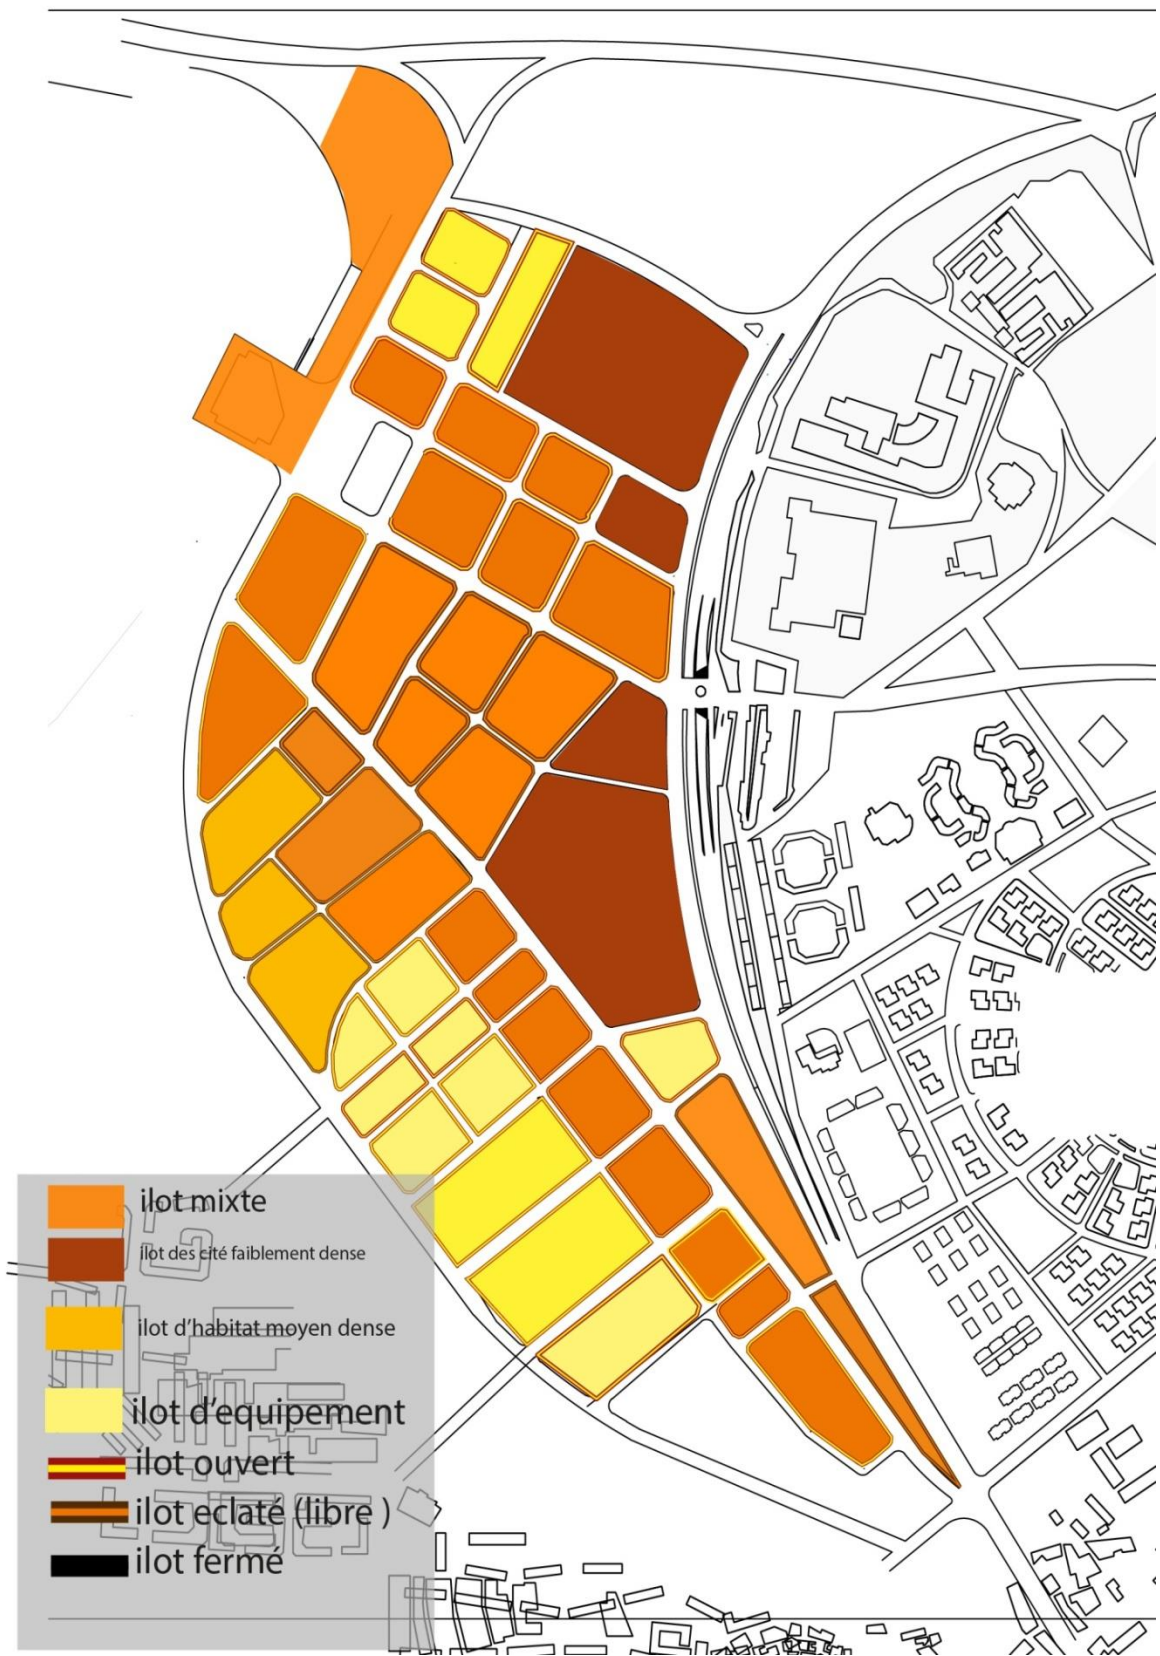 ilot mixte
ilot des cité faiblement dense
ilot d'habitat moyen dense
ilot d'equipement
ilot ouvert
ilot eclaté (libre )
ilot fermé